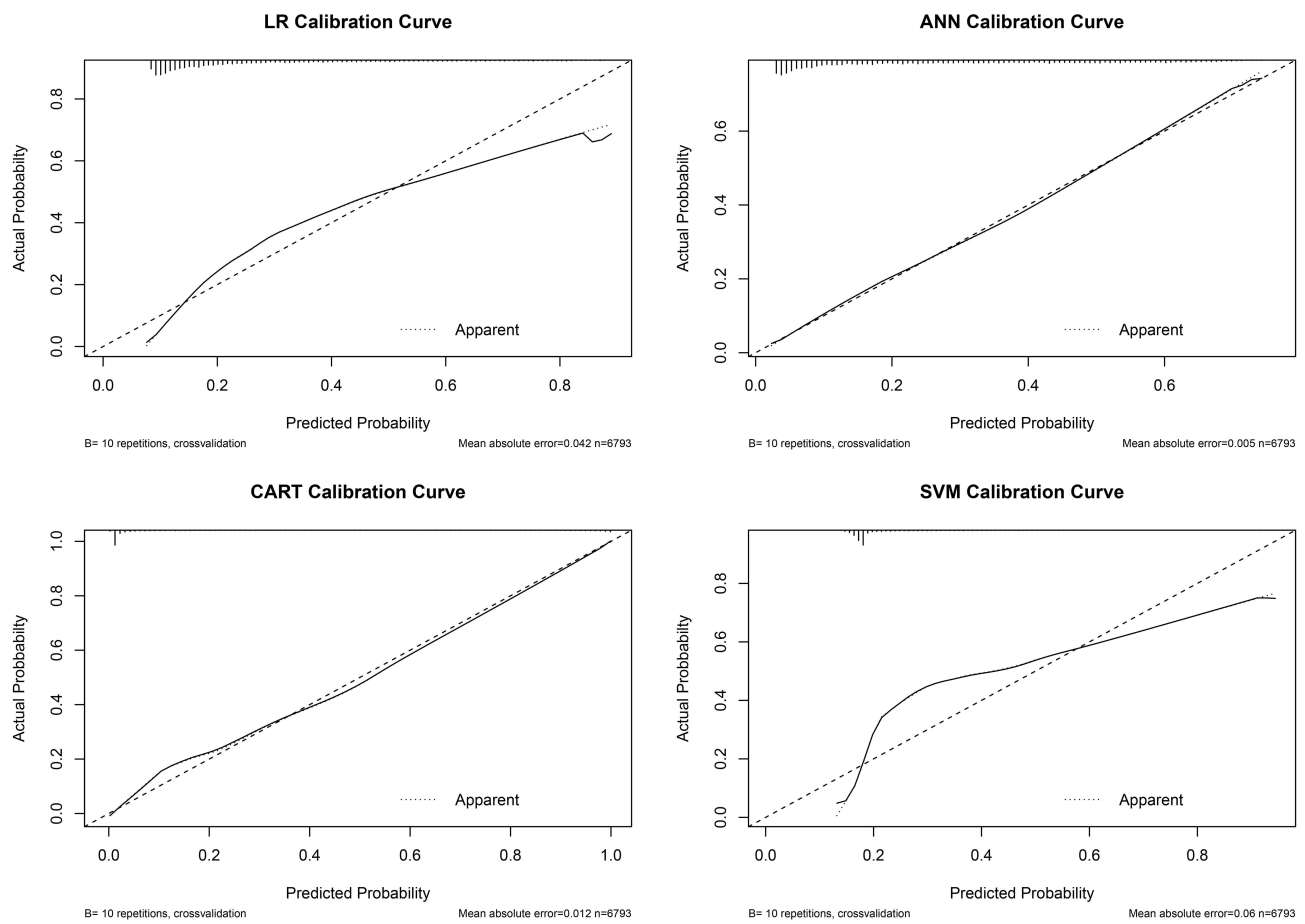 LR Calibration Curve
0.8
0.6
0.4
0.2
0.0
Actual Probbabilty
Apparent
0.0 0.2 0.4 0.6 0.8
Predicted Probability
B= 10 repetitions, crossvalidation Mean absolute error=0.042 n=6793
ANN Calibration Curve
0.6
0.4
0.2
0.0
Actual Probbabilty
Apparent
0.0 0.2 0.4 0.6
Predicted Probability
B= 10 repetitions, crossvalidation Mean absolute error=0.005 n=6793
CART Calibration Curve
1.0
0.8
0.6
0.4
0.2
0.0
Actual Probbabilty
Apparent
0.0 0.2 0.4 0.6 0.8 1.0
Predicted Probability
B= 10 repetitions, crossvalidation Mean absolute error=0.012 n=6793
SVM Calibration Curve
0.8
0.6
0.4
0.2
0.0
Actual Probbabilty
Apparent
0.0 0.2 0.4 0.6 0.8
Predicted Probability
B= 10 repetitions, crossvalidation Mean absolute error=0.06 n=6793